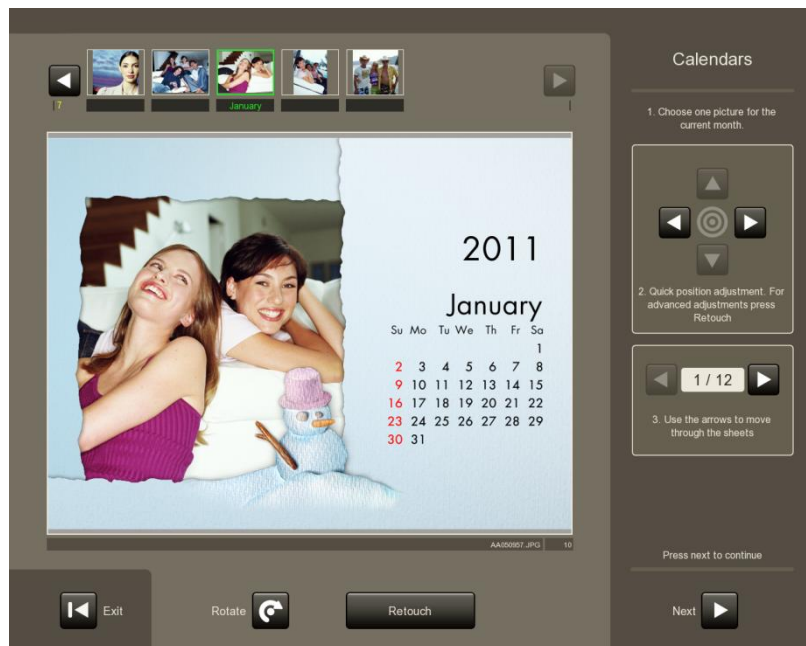 Calendars
|7
January
|
1. Choose one picture for the
current month.
2. Quick position adjustment. For
advanced adjustments press
Retouch
1 / 12
3. Use the arrows to move
through the sheets
2011
January
Su Mo Tu We Th Fr Sa
1
2 3 4 5 6 7 8
9 10 11 12 13 14 15
16 17 18 19 20 21 22
23 24 25 26 27 28 29
30 31
AA050957.JPG 10
Press next to continue
Exit
Rotate
Retouch
Next